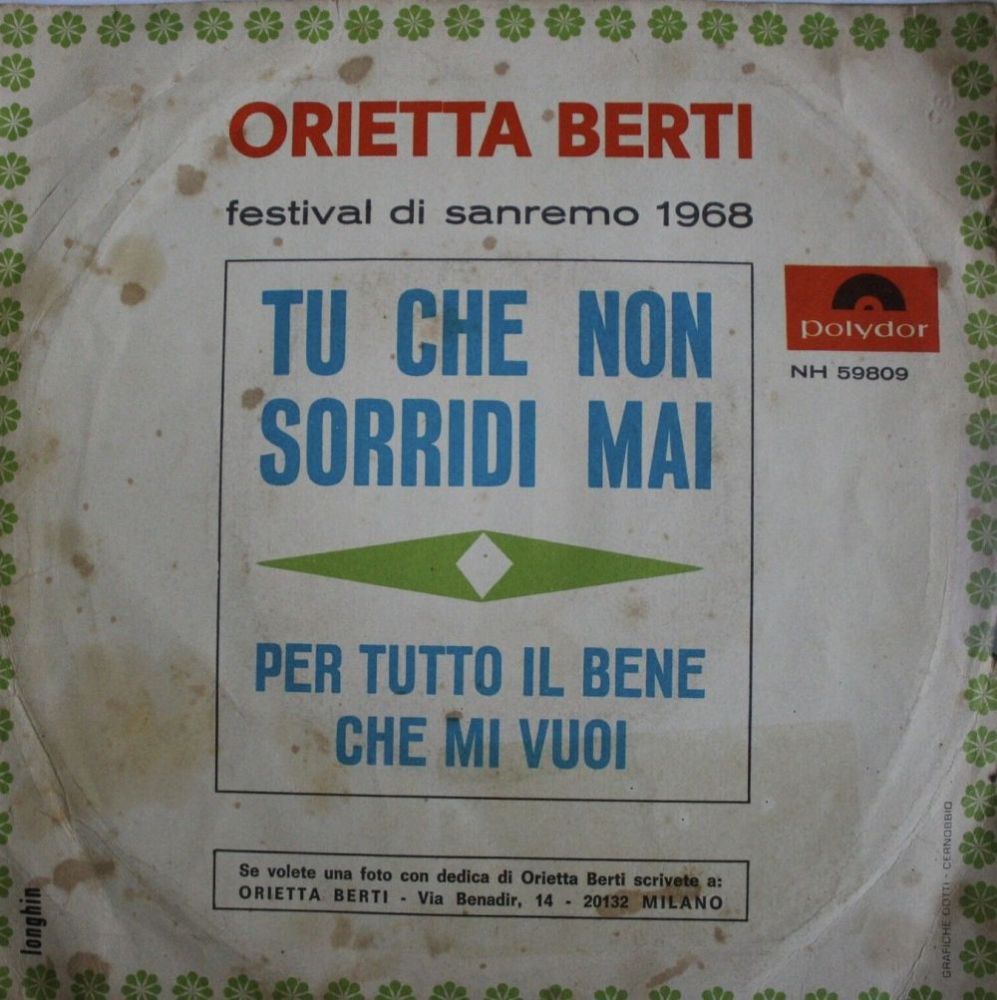 ORIETTA BERTI
festival di sanremo 1968
TU CHE NON
SORRIDI MAI
polydor
NH 59809
PER TUTTO IL BENE
CHE MI VUOI
Se volete una foto con dedica di Orietta Berti scrivete a:
ORIETTA BERTI - Via Benadir, 14 - 20132 MILANO
longhin
GRAFICHE GOTTI - CERNOBBIO